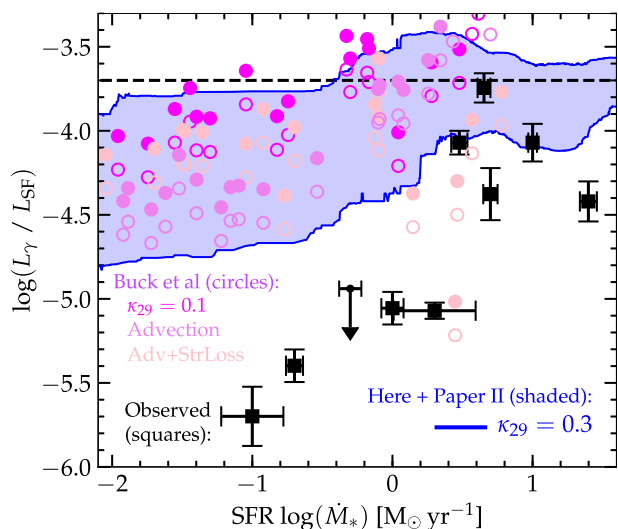 −3.5
−4.0
−4.5
−5.0
−5.5
−6.0
log(L_γ / L_SF)
Buck et al (circles):
κ₂₉ = 0.1
Advection
Adv+StrLoss
Observed
(squares):
Here + Paper II (shaded):
κ₂₉ = 0.3
−2 −1 0 1
SFR log(Ṁ_*) [M_⊙ yr⁻¹]